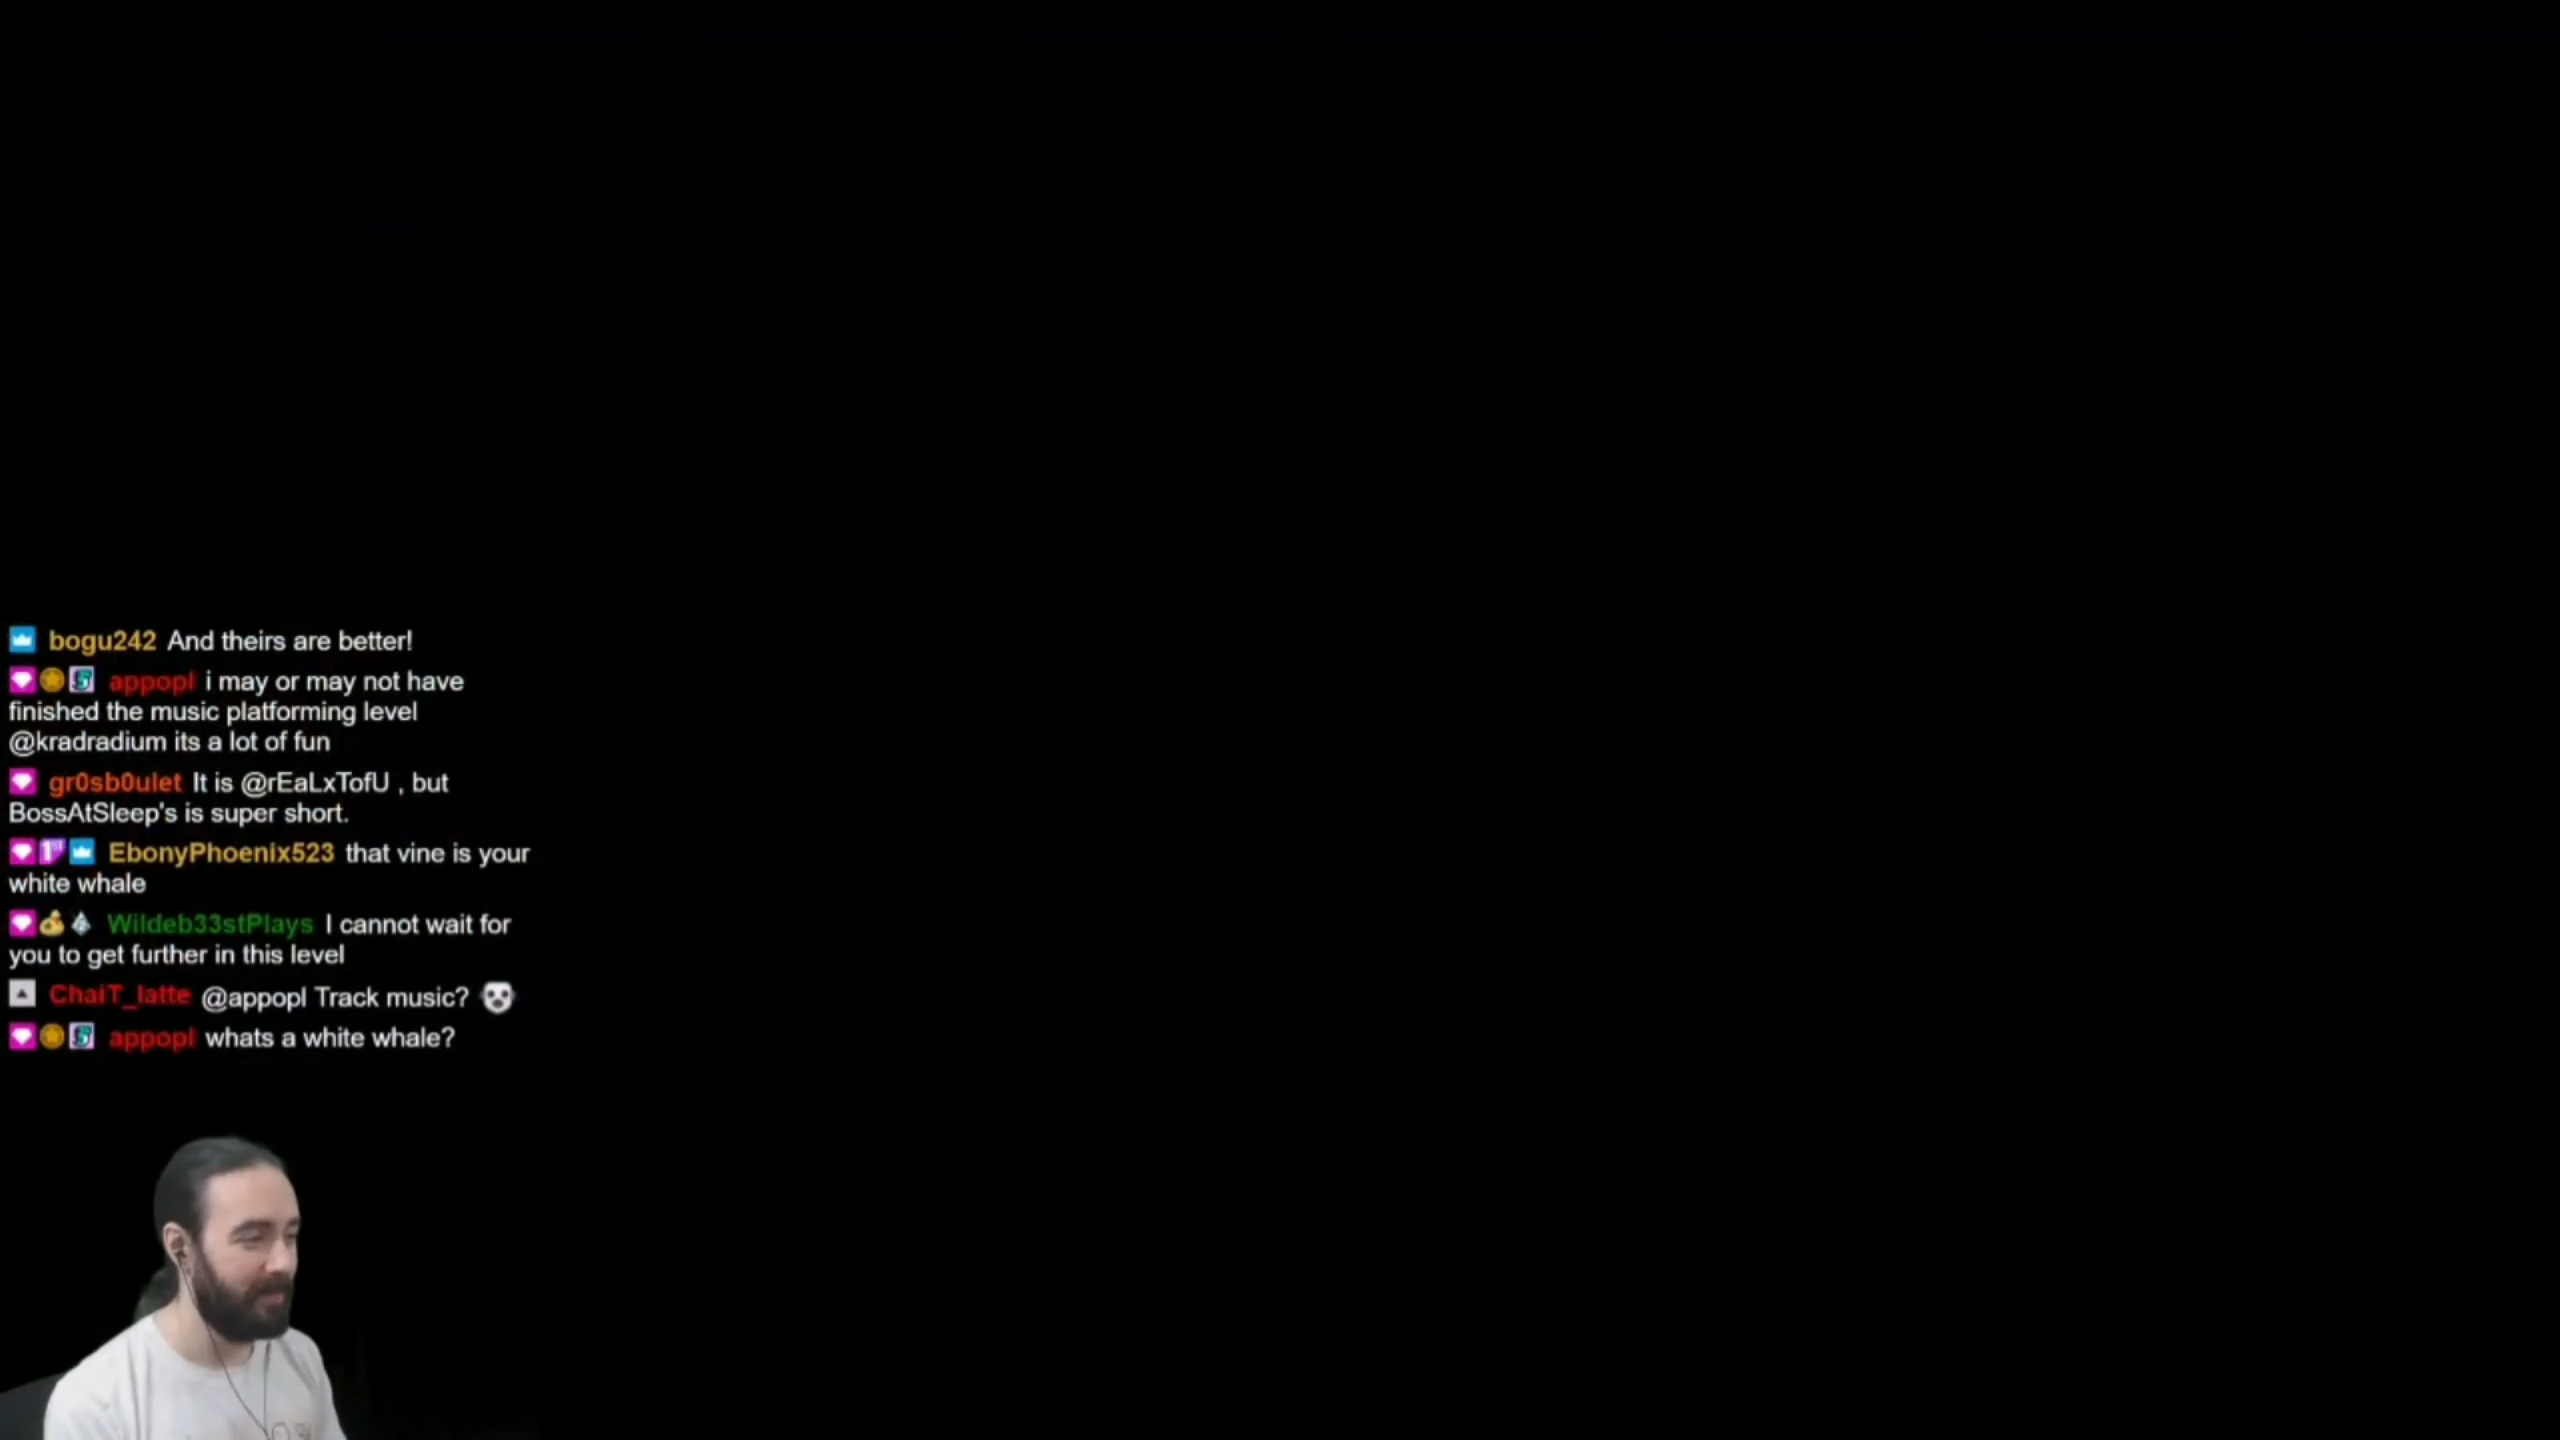 bogu242 And theirs are better!
appopl i may or may not have
finished the music platforming level
@kradradium its a lot of fun
gr0sb0ulet It is @rEaLxTofU , but
BossAtSleep's is super short.
EbonyPhoenix523 that vine is your
white whale
Wildeb33stPlays I cannot wait for
you to get further in this level
ChaiT_latte @appopl Track music?
appopl whats a white whale?